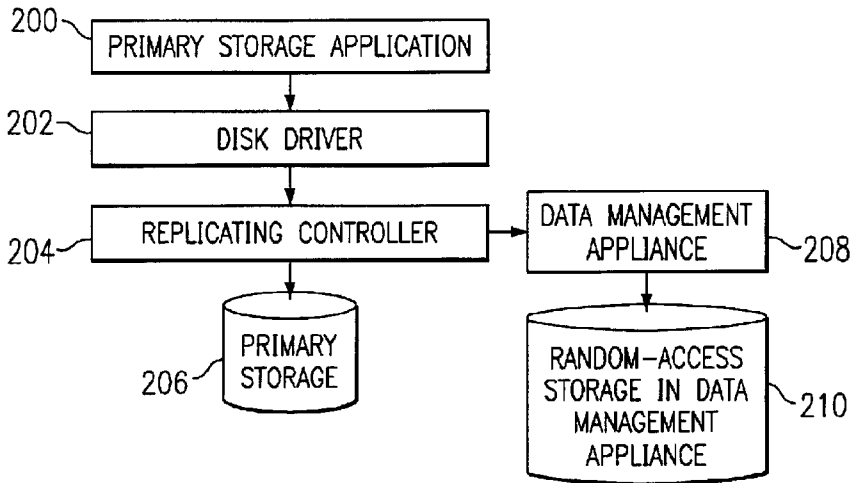 200
PRIMARY STORAGE APPLICATION
202
DISK DRIVER
204
REPLICATING CONTROLLER
DATA MANAGEMENT
APPLIANCE
208
206
PRIMARY
STORAGE
RANDOM-ACCESS
STORAGE IN DATA
MANAGEMENT
APPLIANCE
210